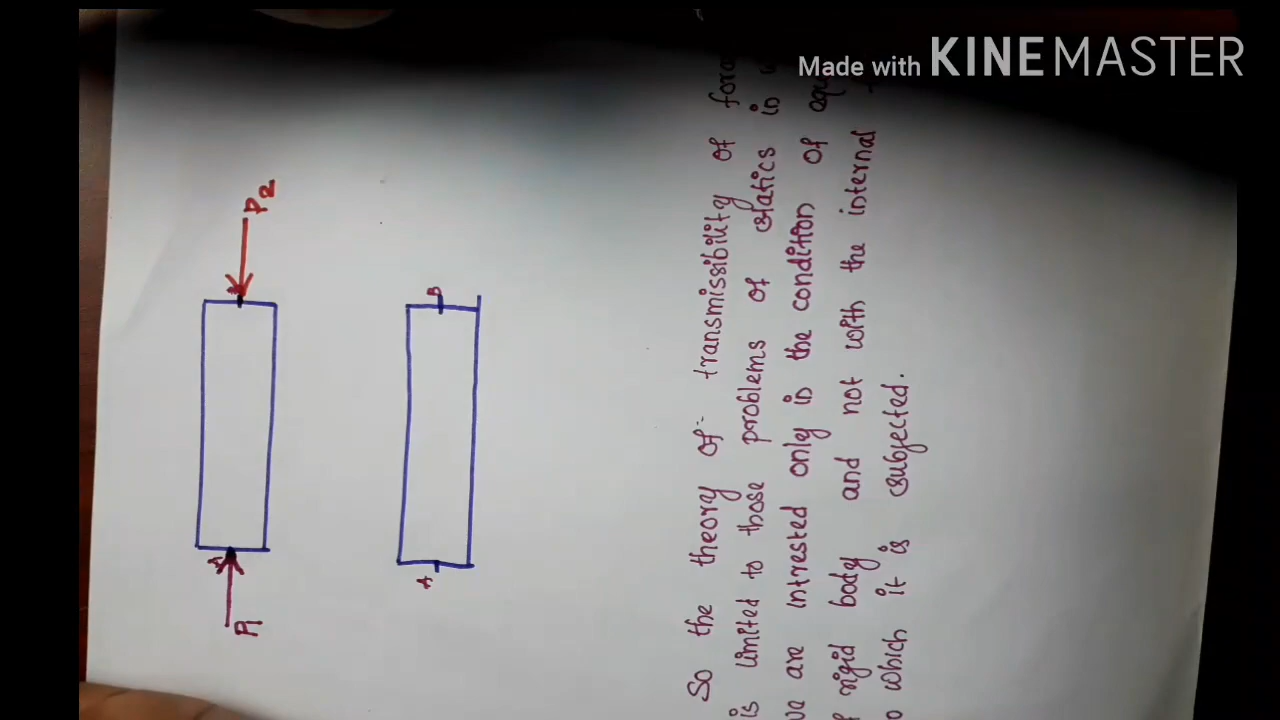 Made with KINEMASTER
P1
A
P2
A
B
So the theory of transmissibility of
is limited to those problems of statics in
are intrested only in the condition of
rigid body and not with the internal
which it is subjected.